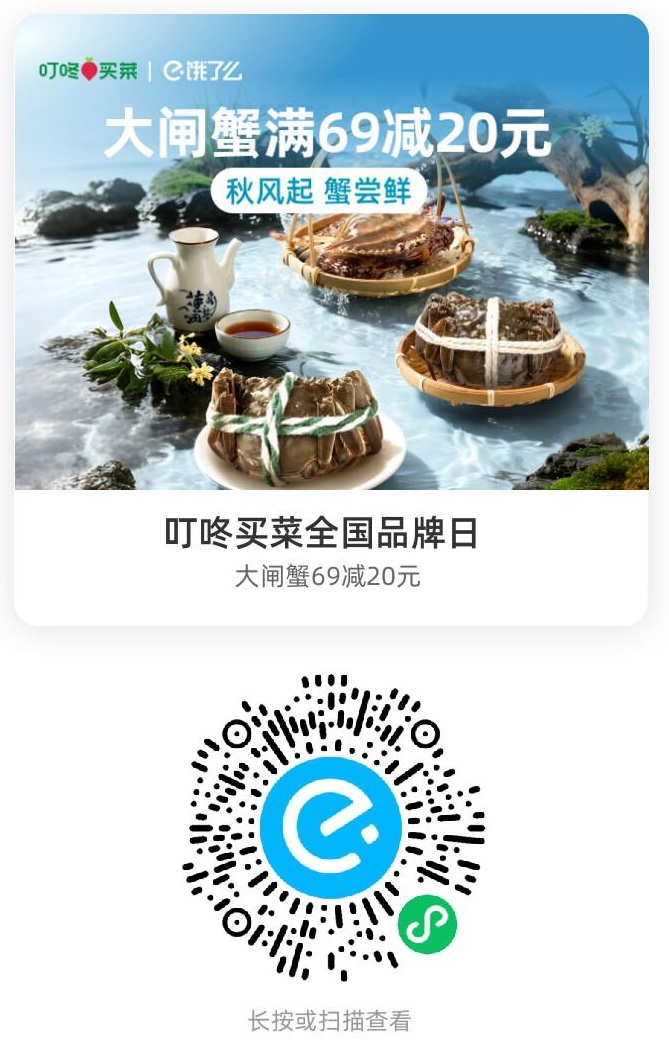 叮咚买菜 | 饿了么
大闸蟹满69减20元
秋风起 蟹尝鲜
叮咚买菜全国品牌日
大闸蟹69减20元
长按或扫描查看